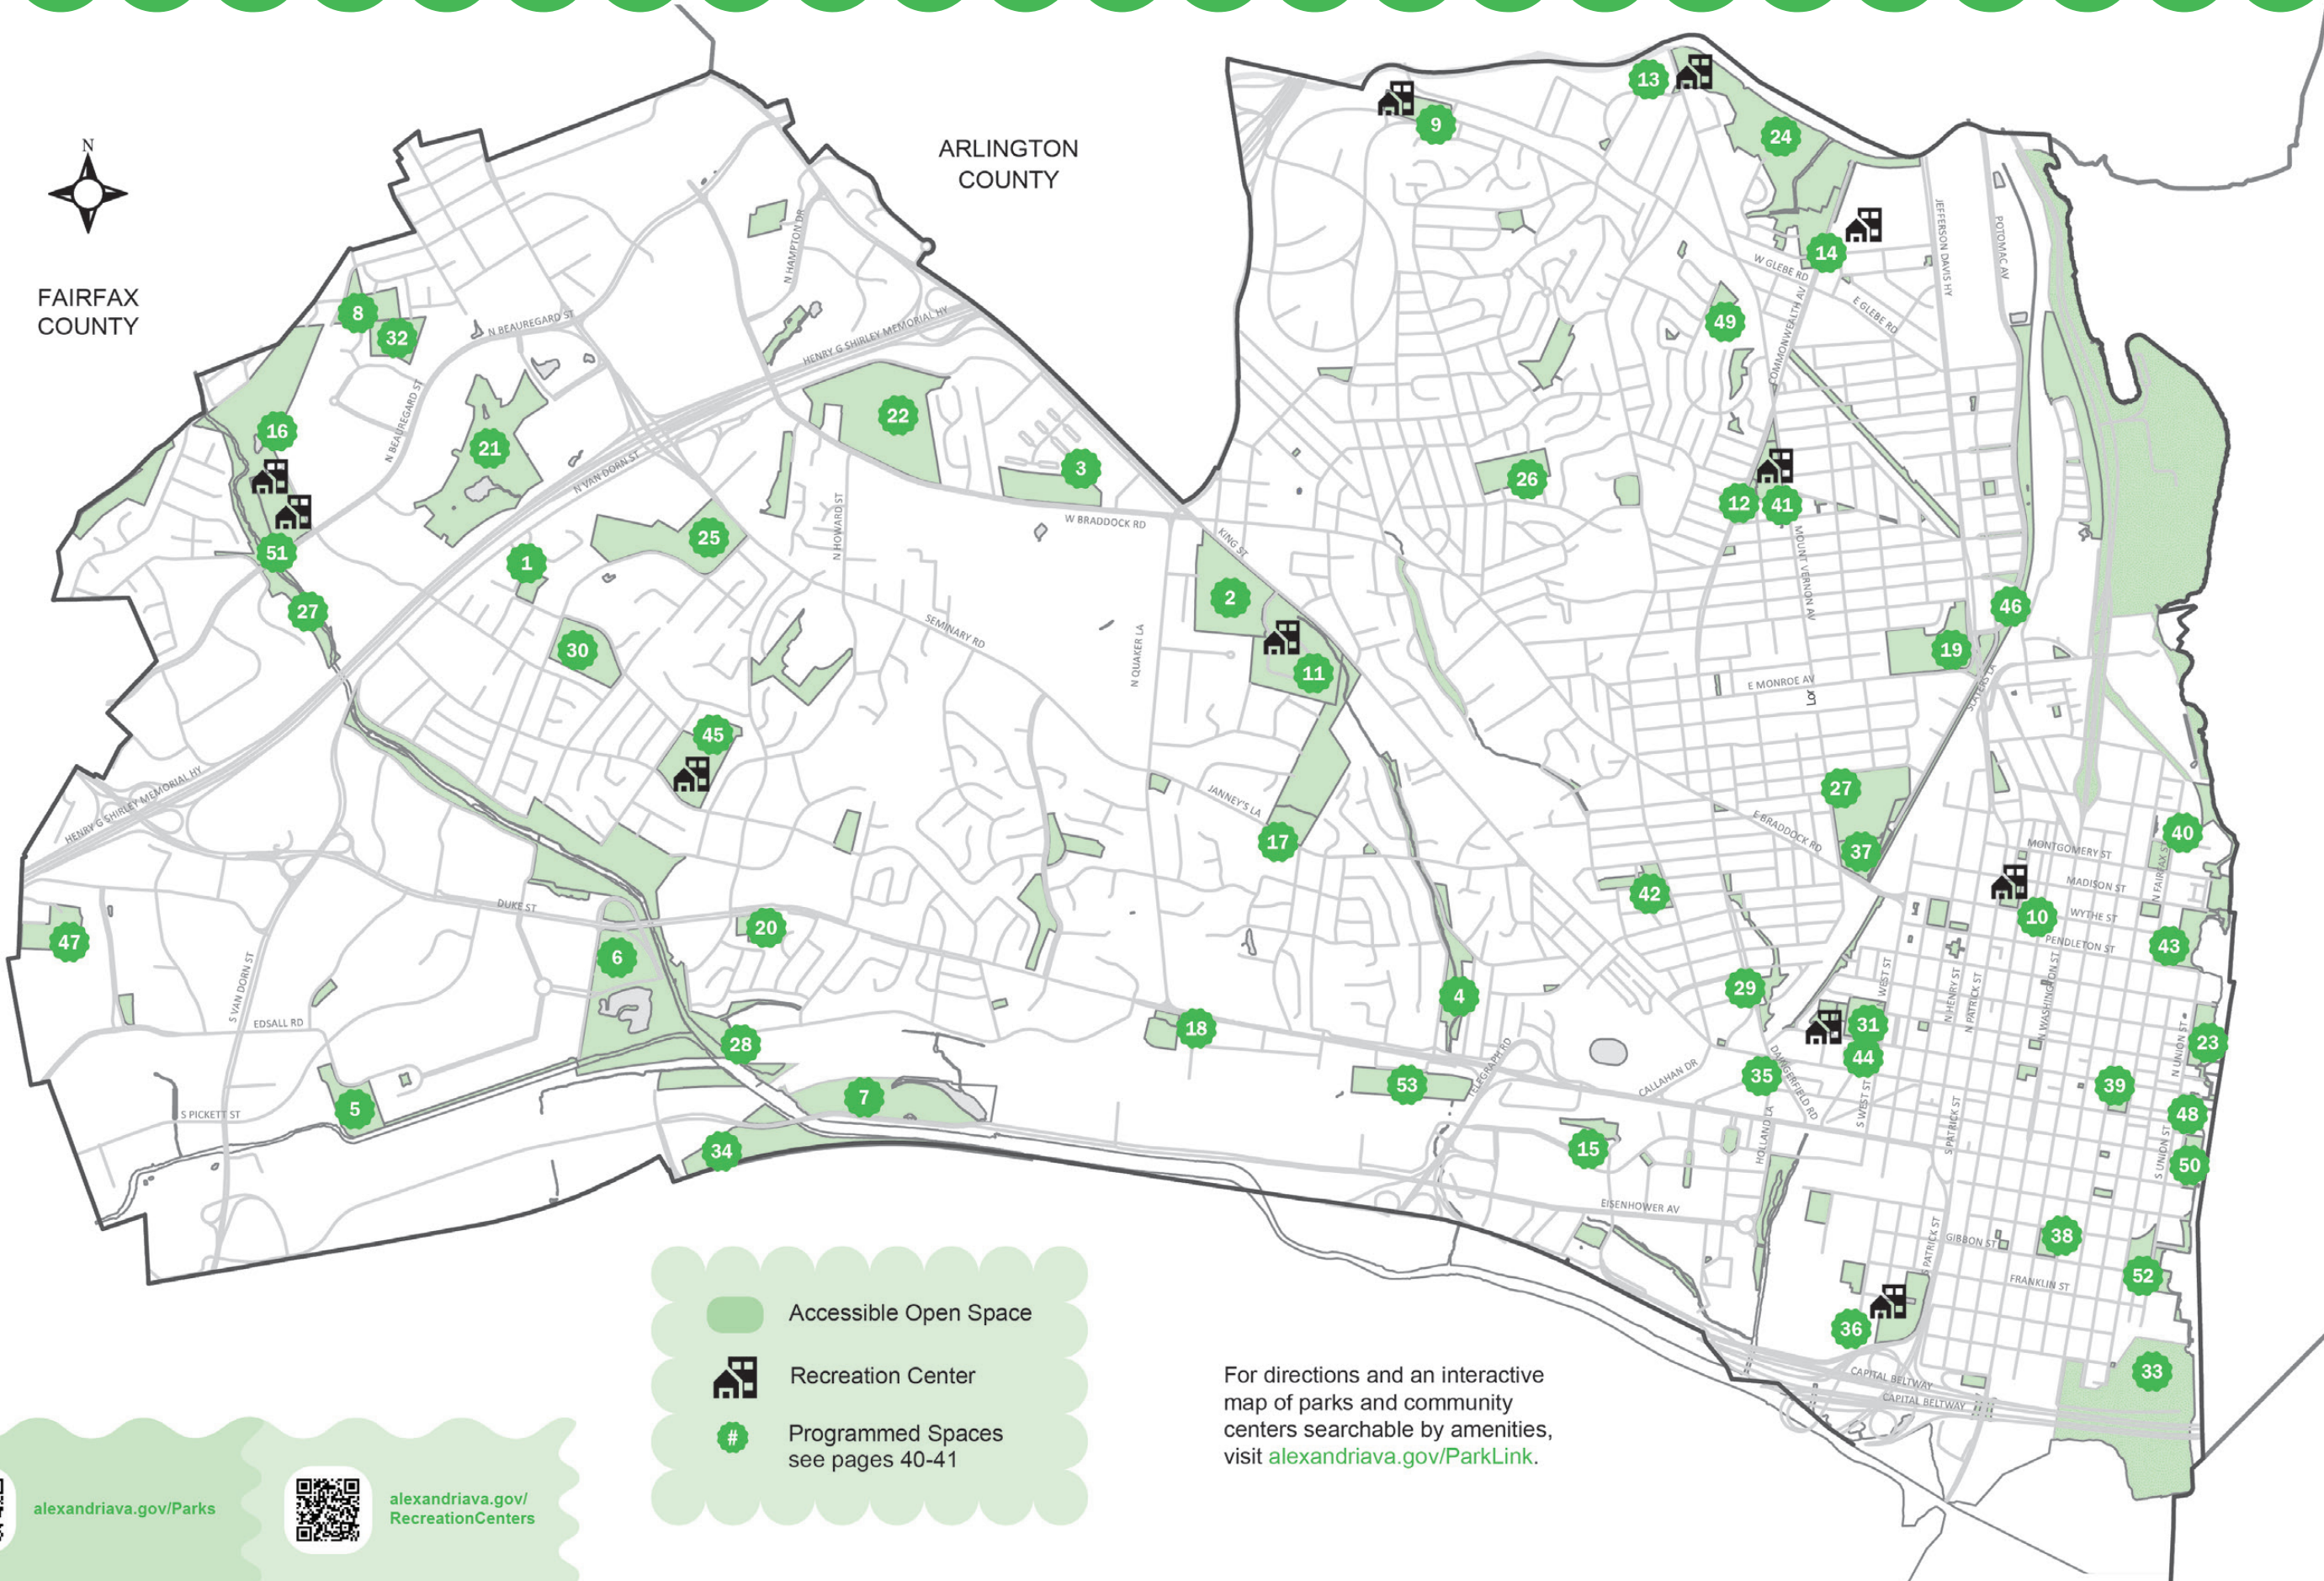 N
ARLINGTON
COUNTY
FAIRFAX
COUNTY
13
9
24
14
8
32
49
22
16
21
3
26
12
41
25
51
1
27
2
46
30
11
19
45
27
17
37
40
42
10
47
20
6
43
4
29
18
31
28
44
23
35
53
39
5
7
48
34
15
50
38
52
36
33
N HAMPTON DR
N BEAUREGARD ST
HENRY G SHIRLEY MEMORIAL HY
N BEAUREGARD ST
N VAN DORN ST
N HOWARD ST
W BRADDOCK RD
KING ST
W GLEBE RD
E GLEBE RD
COMMONWEALTH AV
JEFFERSON DAVIS HY
POTOMAC AV
MOUNT VERNON AV
SEMINARY RD
N QUAKER LA
E MONROE AV
Lor
SLATERS LA
HENRY G SHIRLEY MEMORIAL HY
JANNEY'S LA
E BRADDOCK RD
MONTGOMERY ST
MADISON ST
N FAIRFAX ST
WYTHE ST
PENDLETON ST
DUKE ST
S VAN DORN ST
EDSALL RD
S PICKETT ST
TELEGRAPH RD
CALLAHAN DR
DAINGERFIELD RD
HOLLAND LA
WEST ST
S WEST ST
N HENRY ST
N PATRICK ST
N WASHINGTON ST
N UNION ST
S PATRICK ST
S UNION ST
EISENHOWER AV
S PATRICK ST
GIBBON ST
FRANKLIN ST
CAPITAL BELTWAY
CAPITAL BELTWAY
Accessible Open Space
Recreation Center
#
Programmed Spaces
see pages 40-41
For directions and an interactive
map of parks and community
centers searchable by amenities,
visit alexandriava.gov/ParkLink.
alexandriava.gov/Parks
alexandriava.gov/
RecreationCenters